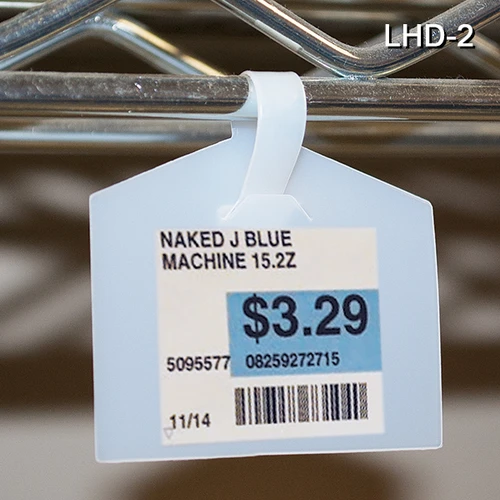 LHD-2
NAKED J BLUE
MACHINE 15.2Z
$3.29
5095577 08259272715
11/14